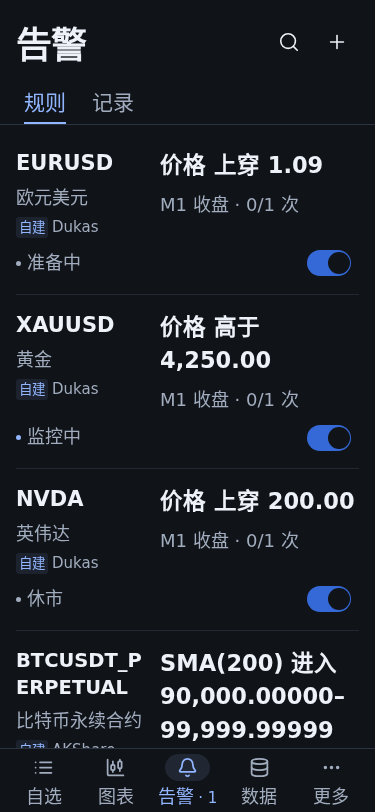 告警
规则 记录
EURUSD
欧元美元
自建 Dukas
价格 上穿 1.09
M1 收盘 · 0/1 次
• 准备中
XAUUSD
黄金
自建 Dukas
价格 高于
4,250.00
M1 收盘 · 0/1 次
• 监控中
NVDA
英伟达
自建 Dukas
价格 上穿 200.00
M1 收盘 · 0/1 次
• 休市
BTCUSDT_P
ERPETUAL
比特币永续合约
自建 AKShare
SMA(200) 进入
90,000.00000–
99,999.99999
自选 图表 告警 · 1 数据 更多